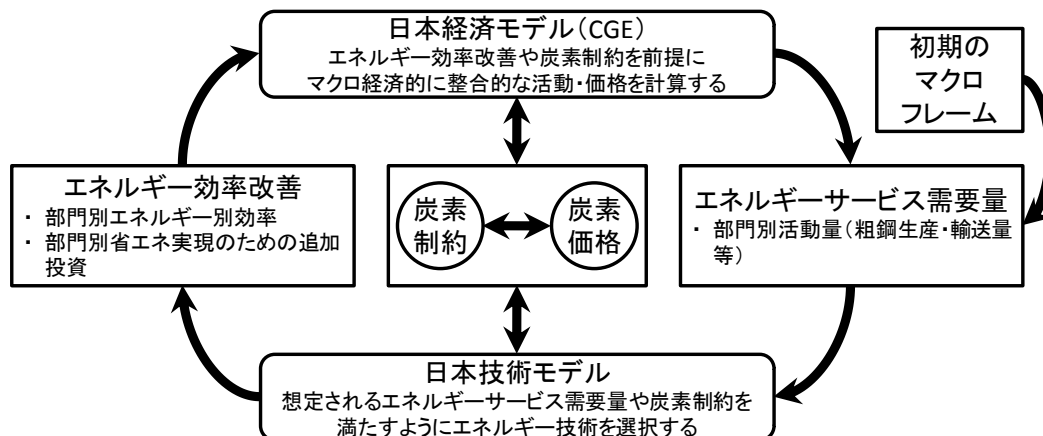 日本経済モデル（CGE）
エネルギー効率改善や炭素制約を前提に
マクロ経済的に整合的な活動・価格を計算する
初期の
マクロ
フレーム
エネルギー効率改善
・ 部門別エネルギー別効率
・ 部門別省エネ実現のための追加
投資
炭素
制約
炭素
価格
エネルギーサービス需要量
・ 部門別活動量（粗鋼生産・輸送量
等）
日本技術モデル
想定されるエネルギーサービス需要量や炭素制約を
満たすようにエネルギー技術を選択する